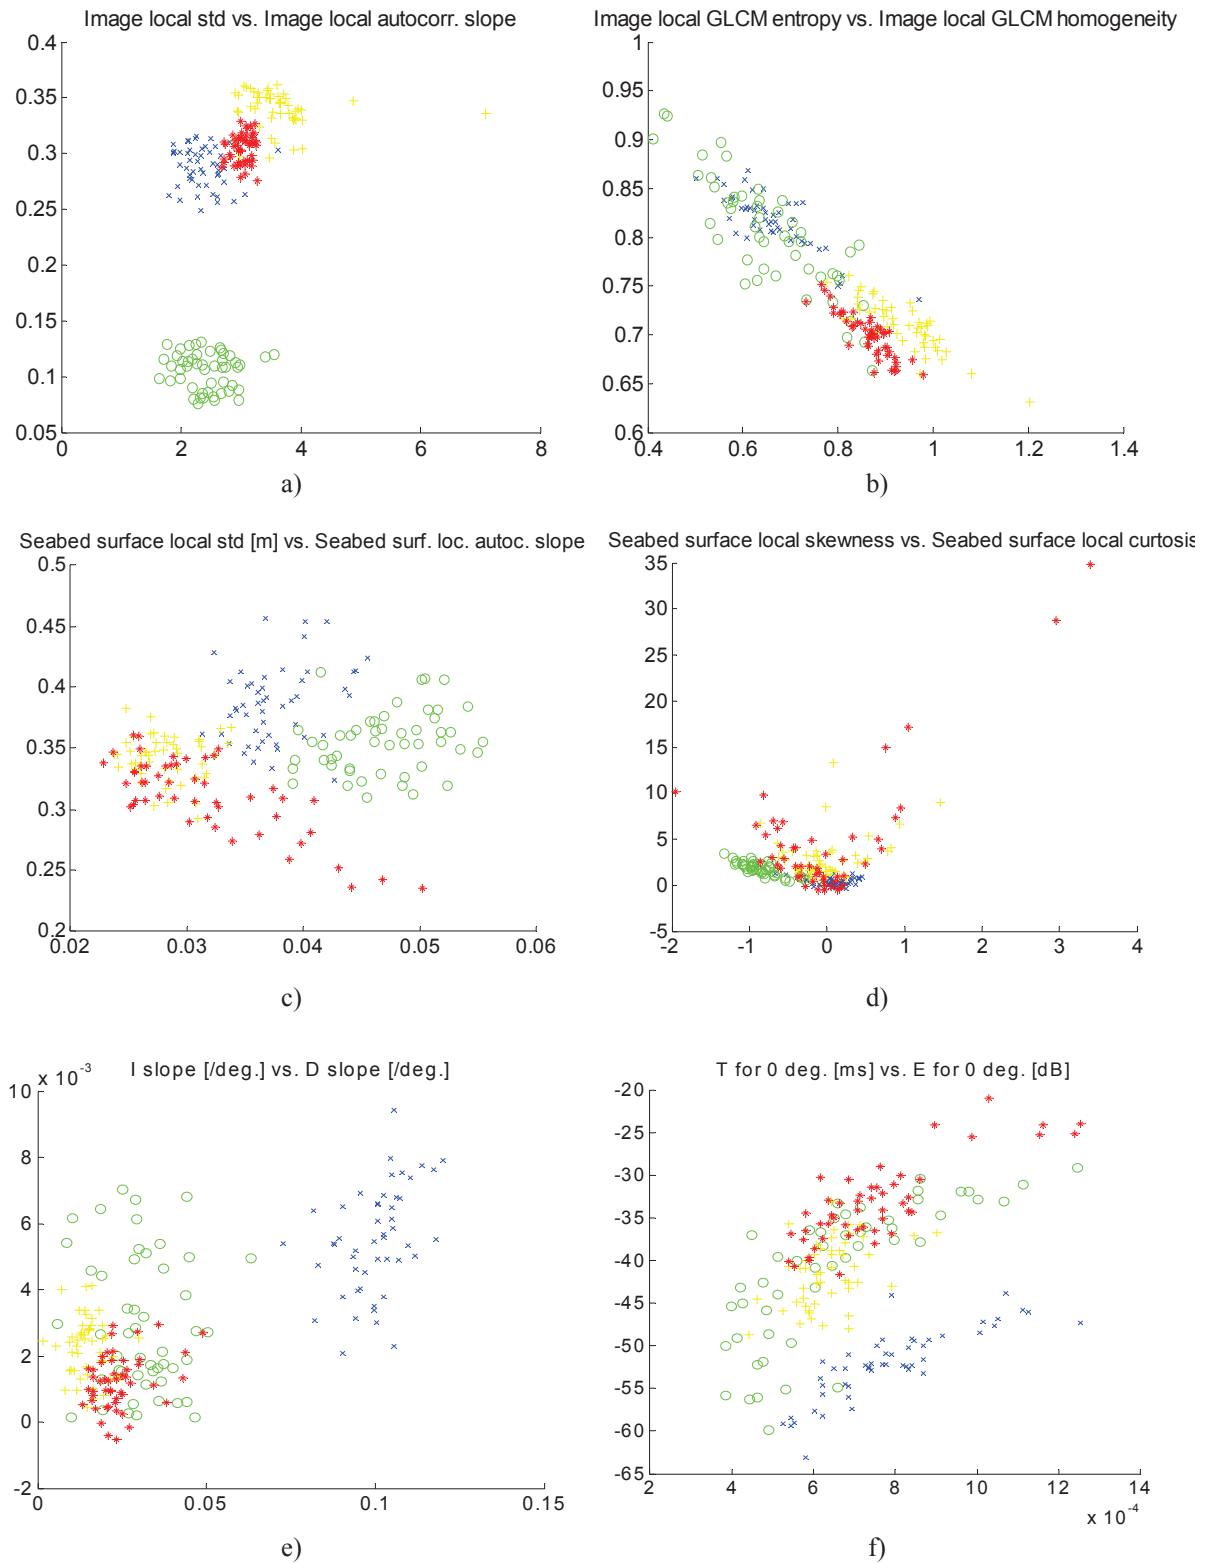 Image local std vs. Image local autocorr. slope
0.4
0.35
0.3
0.25
0.2
0.15
0.1
0.05
0 2 4 6 8
a)
Image local GLCM entropy vs. Image local GLCM homogeneity
1
0.95
0.9
0.85
0.8
0.75
0.7
0.65
0.6
0.4 0.6 0.8 1 1.2 1.4
b)
Seabed surface local std [m] vs. Seabed surf. loc. autoc. slope
0.5
0.45
0.4
0.35
0.3
0.25
0.2
0.02 0.03 0.04 0.05 0.06
c)
Seabed surface local skewness vs. Seabed surface local curtosis
35
30
25
20
15
10
5
0
-5
-2 -1 0 1 2 3 4
d)
I slope [/deg.] vs. D slope [/deg.]
x 10-3
10
8
6
4
2
0
-2
0 0.05 0.1 0.15
e)
T for 0 deg. [ms] vs. E for 0 deg. [dB]
-20
-25
-30
-35
-40
-45
-50
-55
-60
-65
2 4 6 8 10 12 14
x 10-4
f)